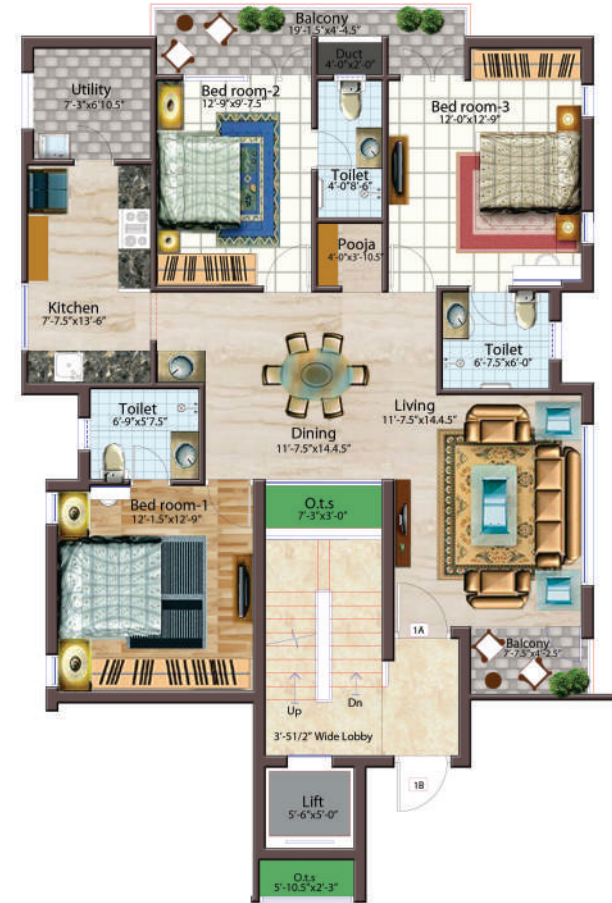 Balcony
19'-1.5"x4'-4.5"
Duct
4'-0"x2'-0"
Utility
7'-3"x6'10.5"
Bed room-2
12'-9"x9'-7.5"
Bed room-3
12'-0"x12'-9"
Toilet
4'-0"8'-6"
Pooja
4'-0"x3'-10.5"
Kitchen
7'-7.5"x13'-6"
Toilet
6'-7.5"x6'-0"
Toilet
6'-9"x5'7.5"
Living
11'-7.5"x14.4.5"
Dining
11'-7.5"x14.4.5"
Bed room-1
12'-1.5"x12'-9"
O.t.s
7'-3"x3'-0"
1A
Balcony
7'-7.5"x4'-2.5"
Up
Dn
3'-51/2" Wide Lobby
1B
Lift
5'-6"x5'-0"
O.t.s
5'-10.5"x2'-3"